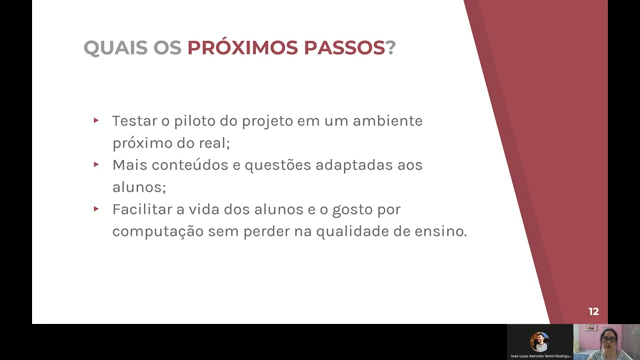 QUAIS OS PRÓXIMOS PASSOS?
Testar o piloto do projeto em um ambiente
próximo do real;
Mais conteúdos e questões adaptadas aos
alunos;
Facilitar a vida dos alunos e o gosto por
computação sem perder na qualidade de ensino.
12